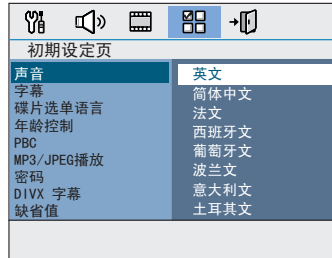 初期设定页
声音
字幕
碟片选单语言
年龄控制
PBC
MP3/JPEG播放
密码
DIVX 字幕
缺省值
英文
简体中文
法文
西班牙文
葡萄牙文
波兰文
意大利文
土耳其文